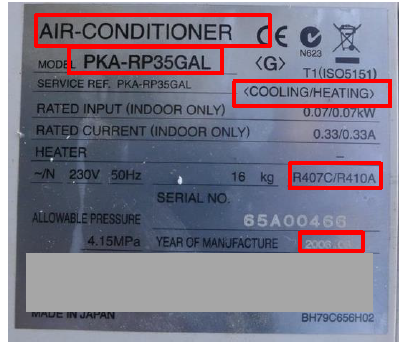 AIR-CONDITIONER CE N623
MODEL PKA-RP35GAL <G> T1(ISO5151)
SERVICE REF. PKA-RP35GAL <COOLING/HEATING>
RATED INPUT (INDOOR ONLY) 0.07/0.07kW
RATED CURRENT (INDOOR ONLY) 0.33/0.33A
HEATER –
~/N 230V 50Hz 16 kg R407C/R410A
SERIAL NO.
ALLOWABLE PRESSURE 65A00466
4.15MPa YEAR OF MANUFACTURE
MADE IN JAPAN BH79C656H02